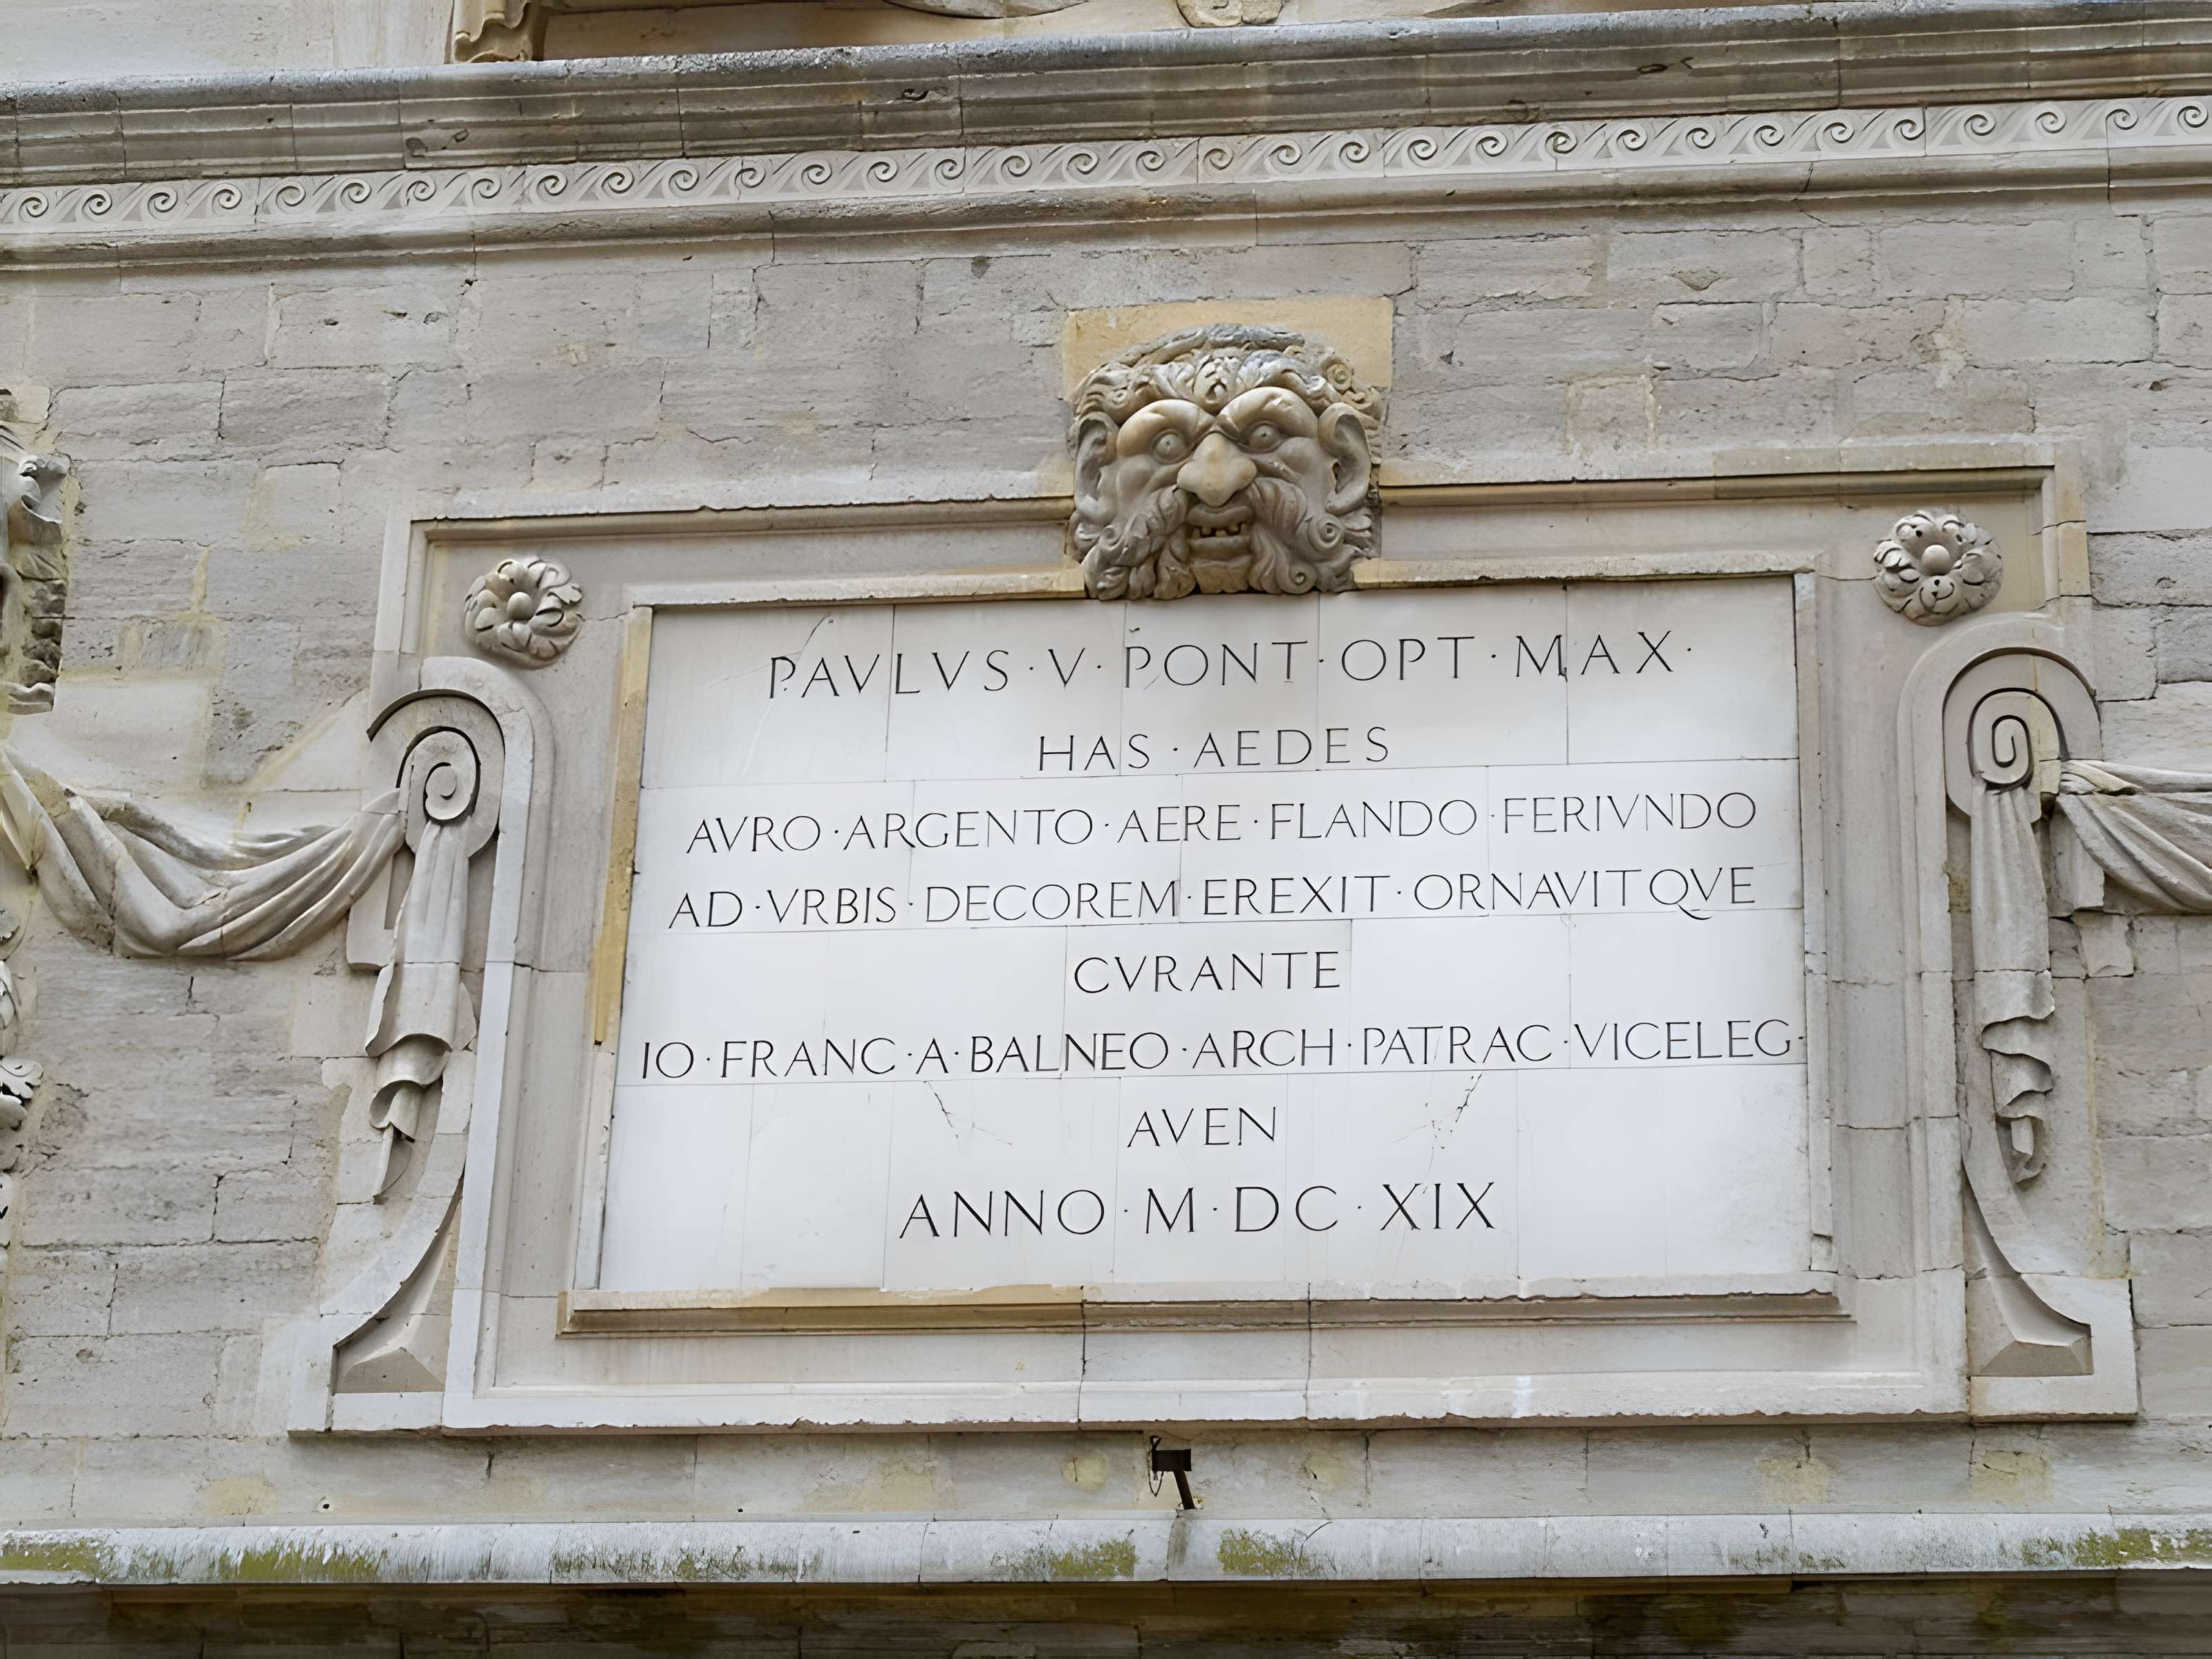 PAVLVS · V · PONT · OPT · MAX ·
HAS · AEDES
AVRO · ARGENTO · AERE · FLANDO · FERIVNDO
AD · VRBIS · DECOREM · EREXIT · ORNAVITQVE
CVRANTE
IO · FRANC · A · BALNEO · ARCH · PATRAC · VICELEG ·
AVEN
ANNO · M · DC · XIX